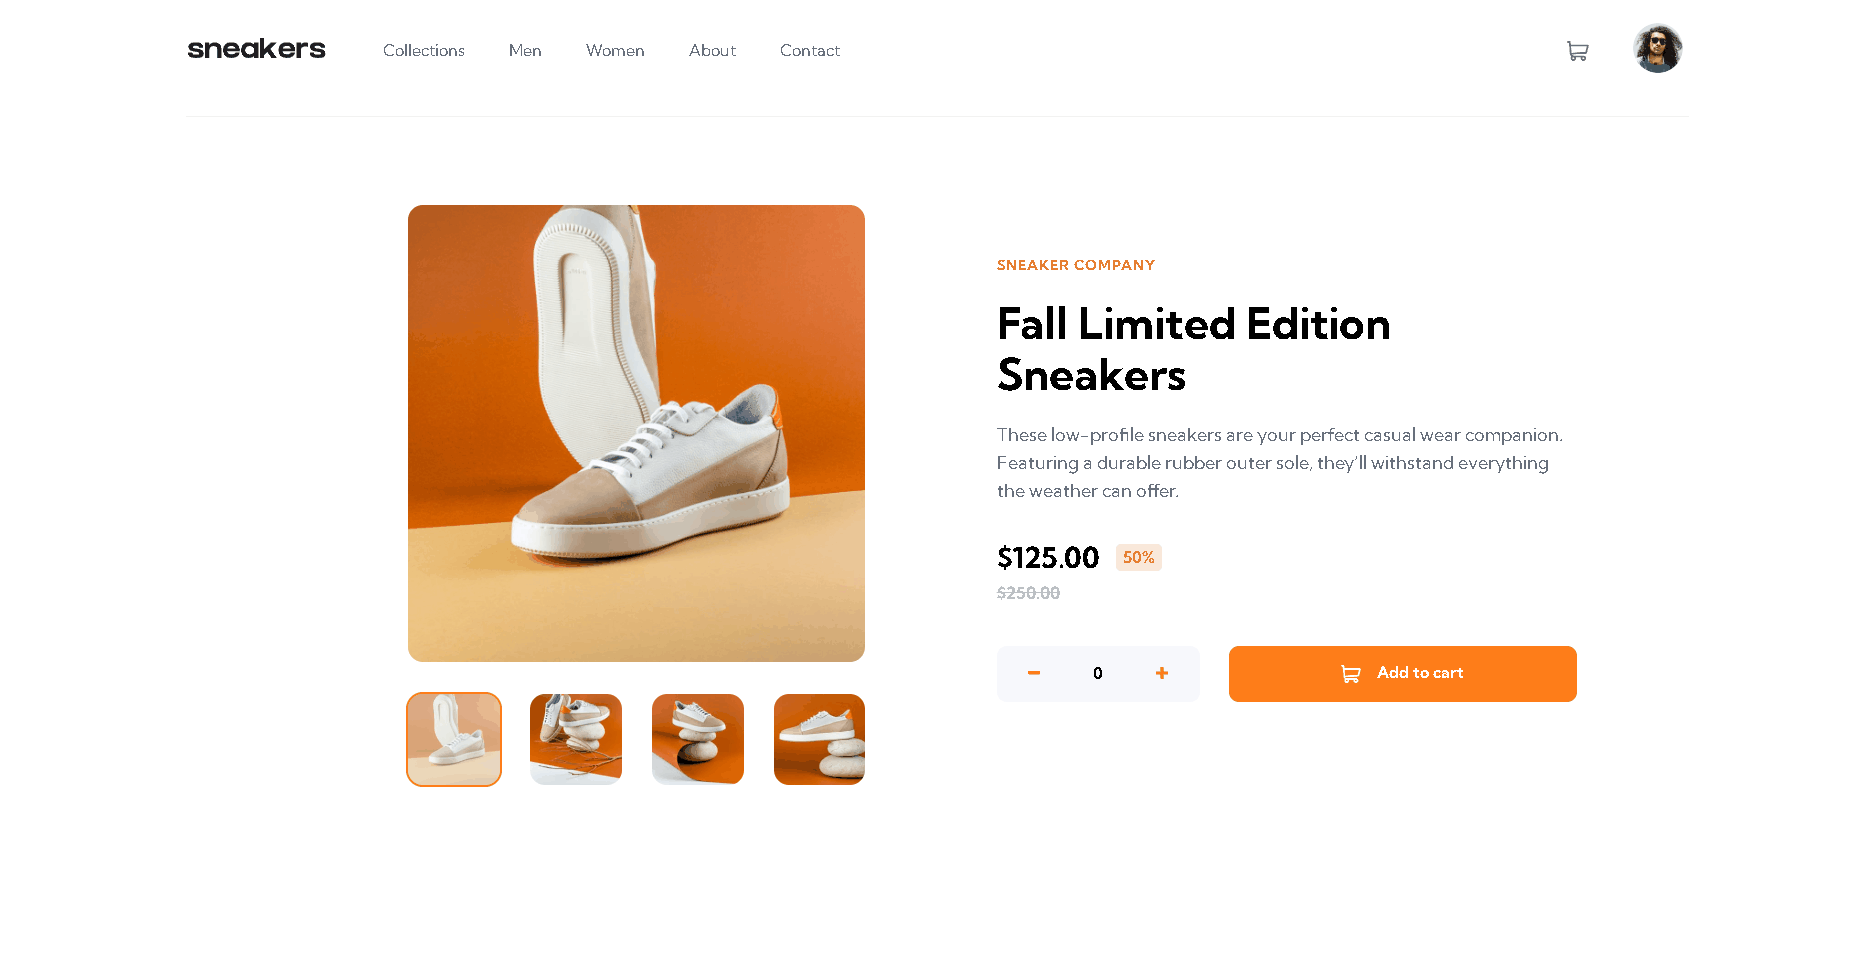 sneakers
Collections
Men
Women
About
Contact
SNEAKER COMPANY
Fall Limited Edition
Sneakers
These low-profile sneakers are your perfect casual wear companion.
Featuring a durable rubber outer sole, they’ll withstand everything
the weather can offer.
$125.00
50%
$250.00
0
Add to cart